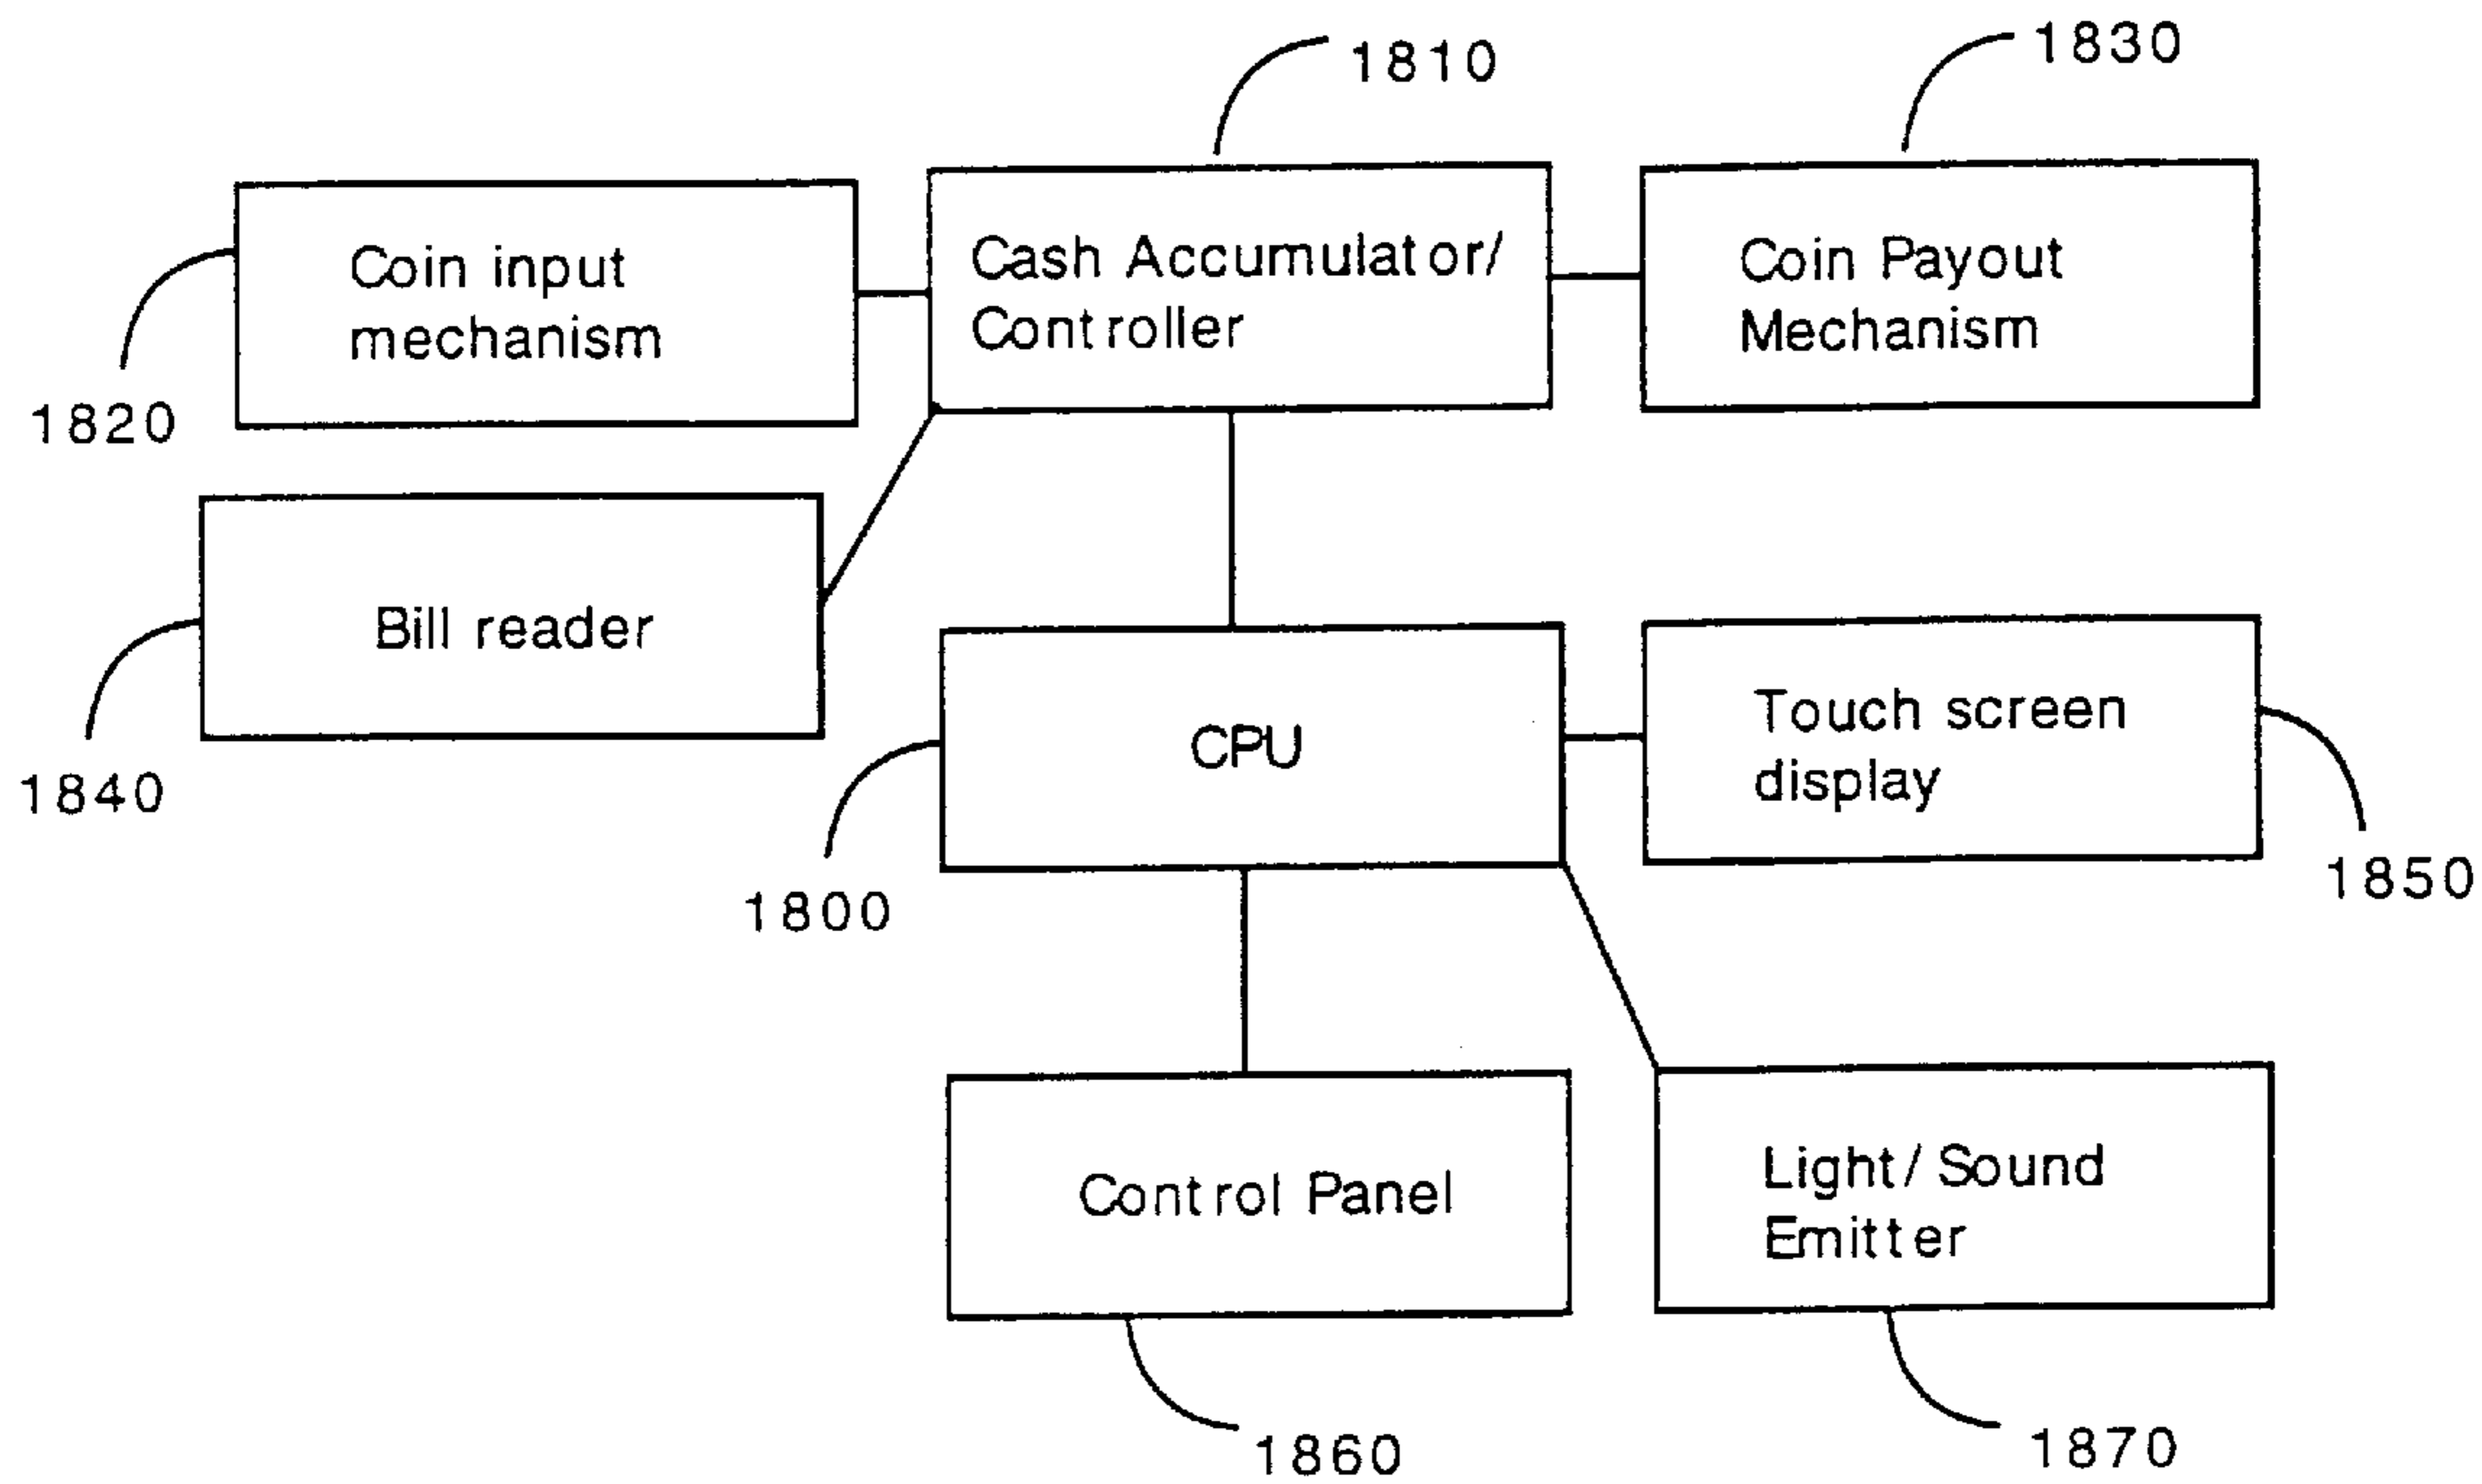 1810
1830
Coin input
mechanism
Cash Accumulator/
Controller
Coin Payout
Mechanism
1820
Bill reader
1840
CPU
Touch screen
display
1800
1850
Control Panel
Light/Sound
Emitter
1860
1870